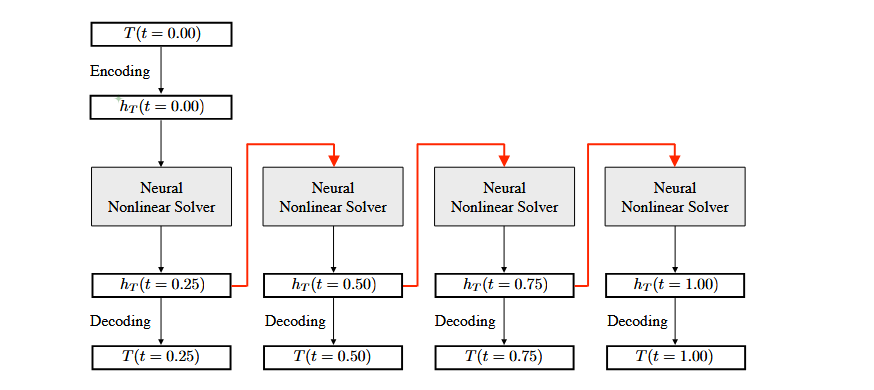 T(t = 0.00)
Encoding
h_T(t = 0.00)
Neural
Nonlinear Solver
Neural
Nonlinear Solver
Neural
Nonlinear Solver
Neural
Nonlinear Solver
h_T(t = 0.25)
h_T(t = 0.50)
h_T(t = 0.75)
h_T(t = 1.00)
Decoding
Decoding
Decoding
Decoding
T(t = 0.25)
T(t = 0.50)
T(t = 0.75)
T(t = 1.00)